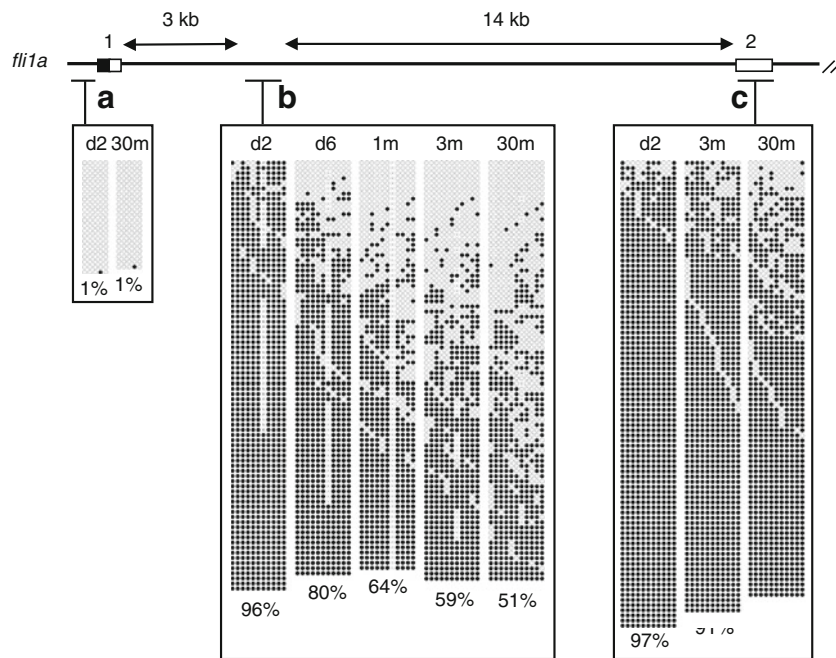 3 kb
14 kb
1
2
fli1a
a
b
c
d2 30m
d2 d6 1m 3m 30m
d2 3m 30m
1% 1%
96% 80% 64% 59% 51%
97%